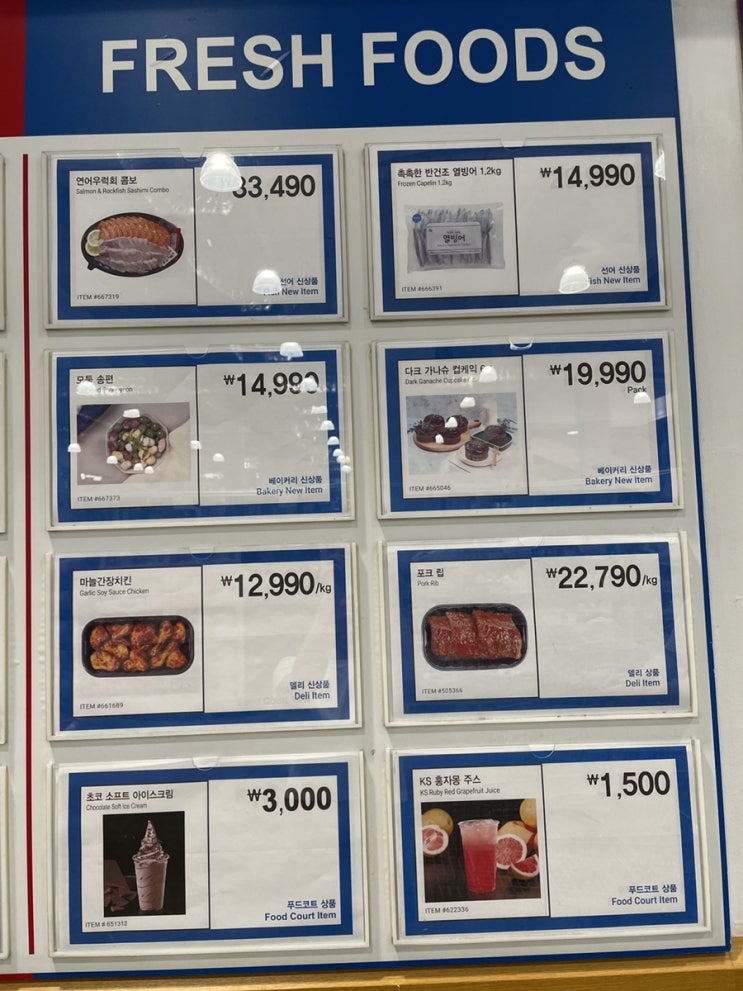 FRESH FOODS
연어우럭회 콤보
Salmon & Rockfish Sashimi Combo
33,490
ITEM #667319
선어 신상품
Fish New Item
촉촉한 반건조 열빙어 1.2kg
Frozen Capelin 1.2kg
₩14,990
열빙어
ITEM #666391
선어 신상품
Fish New Item
모둠 송편
₩14,990
ITEM #667373
베이커리 신상품
Bakery New Item
다크 가나슈 컵케익
Dark Ganache Cupcake
₩19,990
Pack
ITEM #665046
베이커리 신상품
Bakery New Item
마늘간장치킨
Garlic Soy Sauce Chicken
₩12,990/kg
ITEM #661689
델리 신상품
Deli Item
포크 립
Pork Rib
₩22,790/kg
ITEM #505366
델리 상품
Deli Item
초코 소프트 아이스크림
Chocolate Soft Ice Cream
₩3,000
ITEM # 651312
푸드코트 상품
Food Court Item
KS 홍자몽 주스
KS Ruby Red Grapefruit Juice
₩1,500
ITEM #622336
푸드코트 상품
Food Court Item